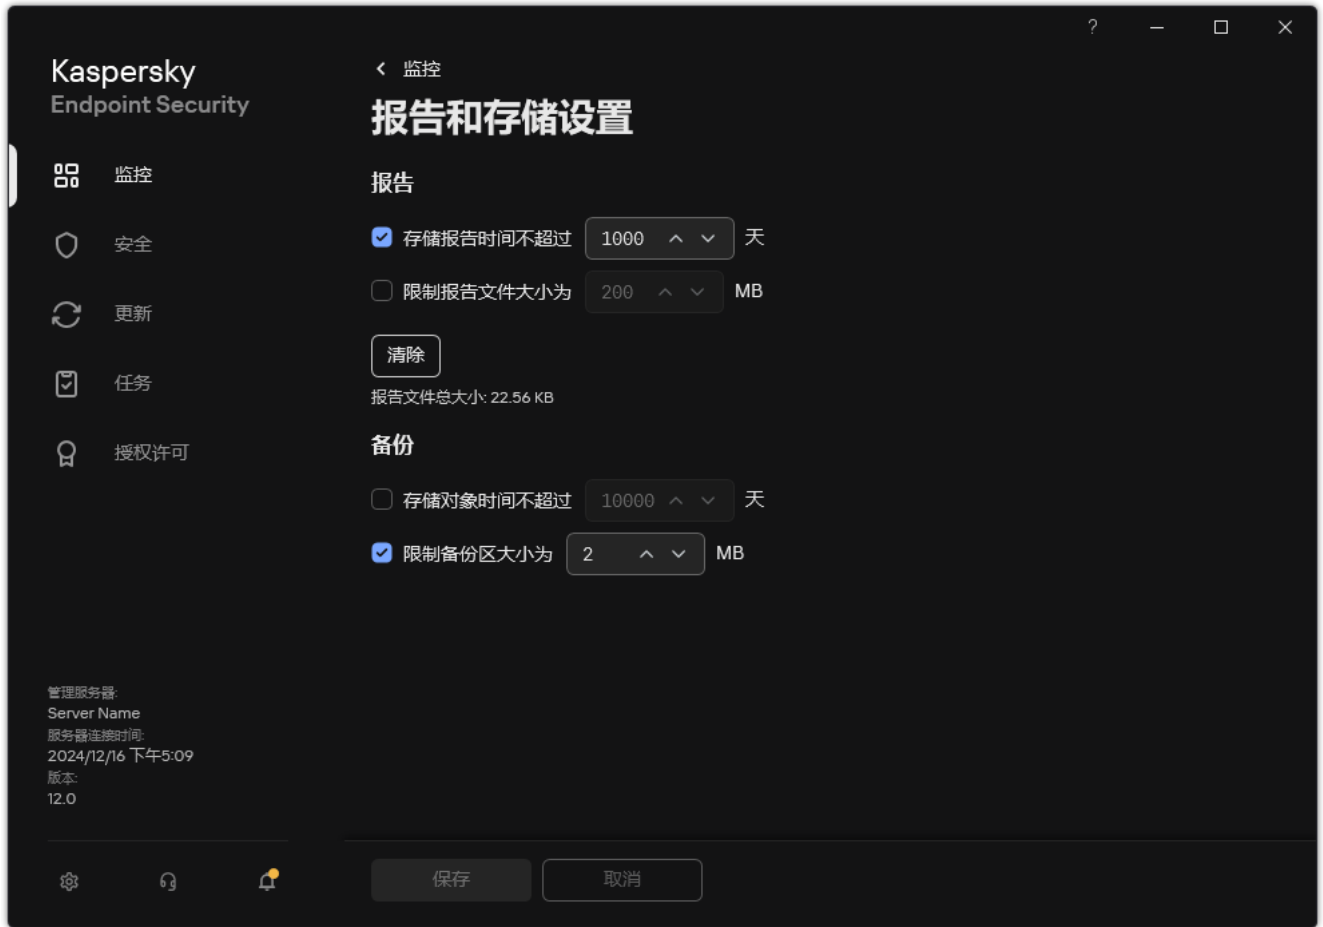 ?
Kaspersky
Endpoint Security
监控
安全
更新
任务
授权许可
管理服务器:
Server Name
服务器连接时间:
2024/12/16 下午5:09
版本:
12.0
监控
报告和存储设置
报告
存储报告时间不超过 1000 天
限制报告文件大小为 200 MB
清除
报告文件总大小: 22.56 KB
备份
存储对象时间不超过 10000 天
限制备份区大小为 2 MB
保存 取消